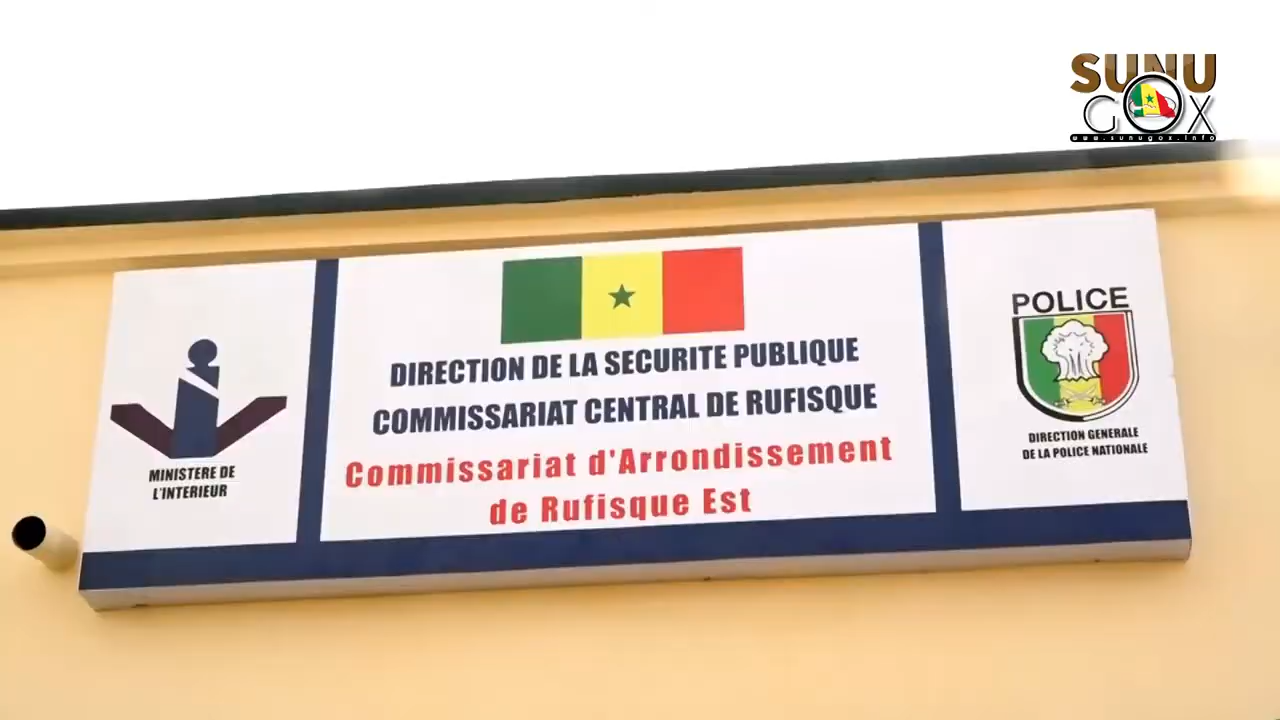 SUNU
GOX
www.sunugox.info
DIRECTION DE LA SECURITE PUBLIQUE
COMMISSARIAT CENTRAL DE RUFISQUE
Commissariat d'Arrondissement
de Rufisque Est
MINISTERE DE
L'INTERIEUR
POLICE
DIRECTION GENERALE
DE LA POLICE NATIONALE